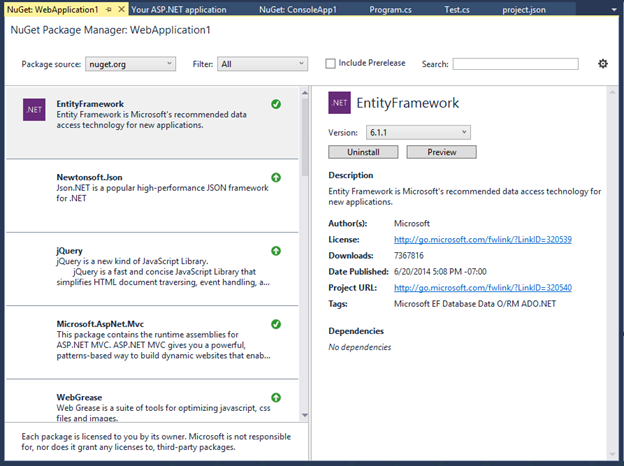 NuGet: WebApplication1
Your ASP.NET application
NuGet: ConsoleApp1
Program.cs
Test.cs
project.json
NuGet Package Manager: WebApplication1
Package source: nuget.org
Filter: All
Include Prerelease
Search:
.NET
EntityFramework
Entity Framework is Microsoft's recommended data
access technology for new applications.
Newtonsoft.Json
Json.NET is a popular high-performance JSON framework
for .NET
jQuery
jQuery is a new kind of JavaScript Library.
jQuery is a fast and concise JavaScript Library that
simplifies HTML document traversing, event handling, a...
Microsoft.AspNet.Mvc
This package contains the runtime assemblies for
ASP.NET MVC. ASP.NET MVC gives you a powerful,
patterns-based way to build dynamic websites that enab...
WebGrease
Web Grease is a suite of tools for optimizing javascript, css
files and images.
Each package is licensed to you by its owner. Microsoft is not responsible
for, nor does it grant any licenses to, third-party packages.
.NET
EntityFramework
Version: 6.1.1
Uninstall
Preview
Description
Entity Framework is Microsoft's recommended data access technology for
new applications.
Author(s): Microsoft
License: http://go.microsoft.com/fwlink/?LinkID=320539
Downloads: 7367816
Date Published: 6/20/2014 5:08 PM -07:00
Project URL: http://go.microsoft.com/fwlink/?LinkID=320540
Tags: Microsoft EF Database Data O/RM ADO.NET
Dependencies
No dependencies